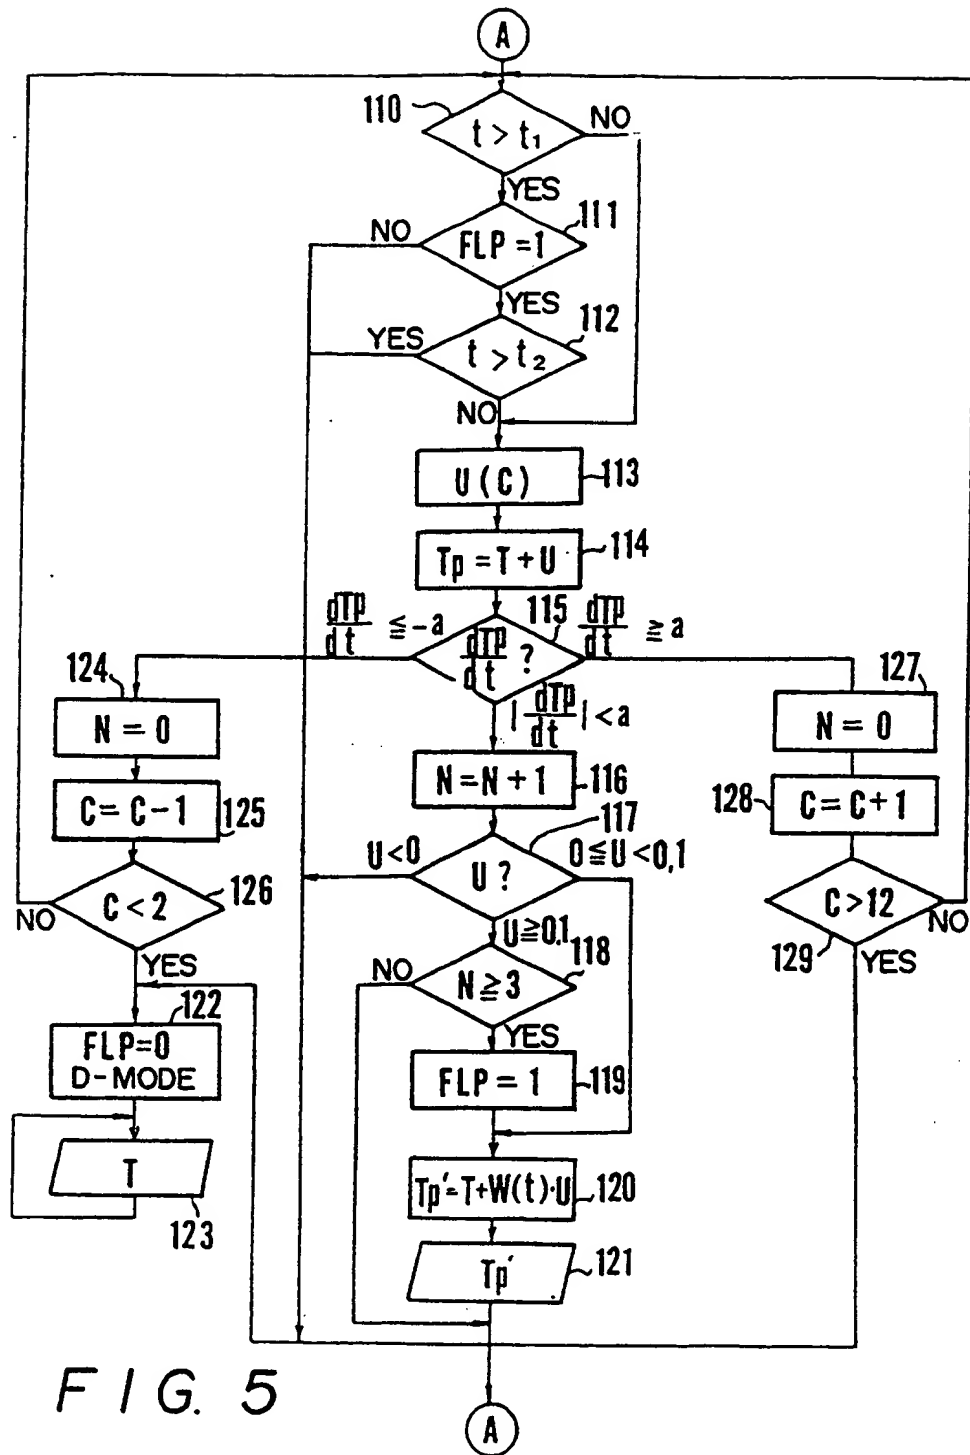 A
110
t > t1
NO
YES
111
NO
FLP = 1
YES
112
YES
t > t2
NO
U (C)
113
Tp = T + U
114
dTp/dt ≦ -a
115
dTp/dt ≧ a
dTp/dt ?
124
127
|dTp/dt| < a
N = 0
N = 0
N = N + 1
116
C = C - 1
125
128
C = C + 1
117
U < 0
0 ≦ U < 0,1
U ?
126
C < 2
NO
C > 12
NO
U ≧ 0,1
118
129
YES
YES
NO
N ≧ 3
122
YES
FLP = 0
D-MODE
FLP = 1
119
T
123
Tp' = T + W(t)·U
120
Tp'
121
FIG. 5
A